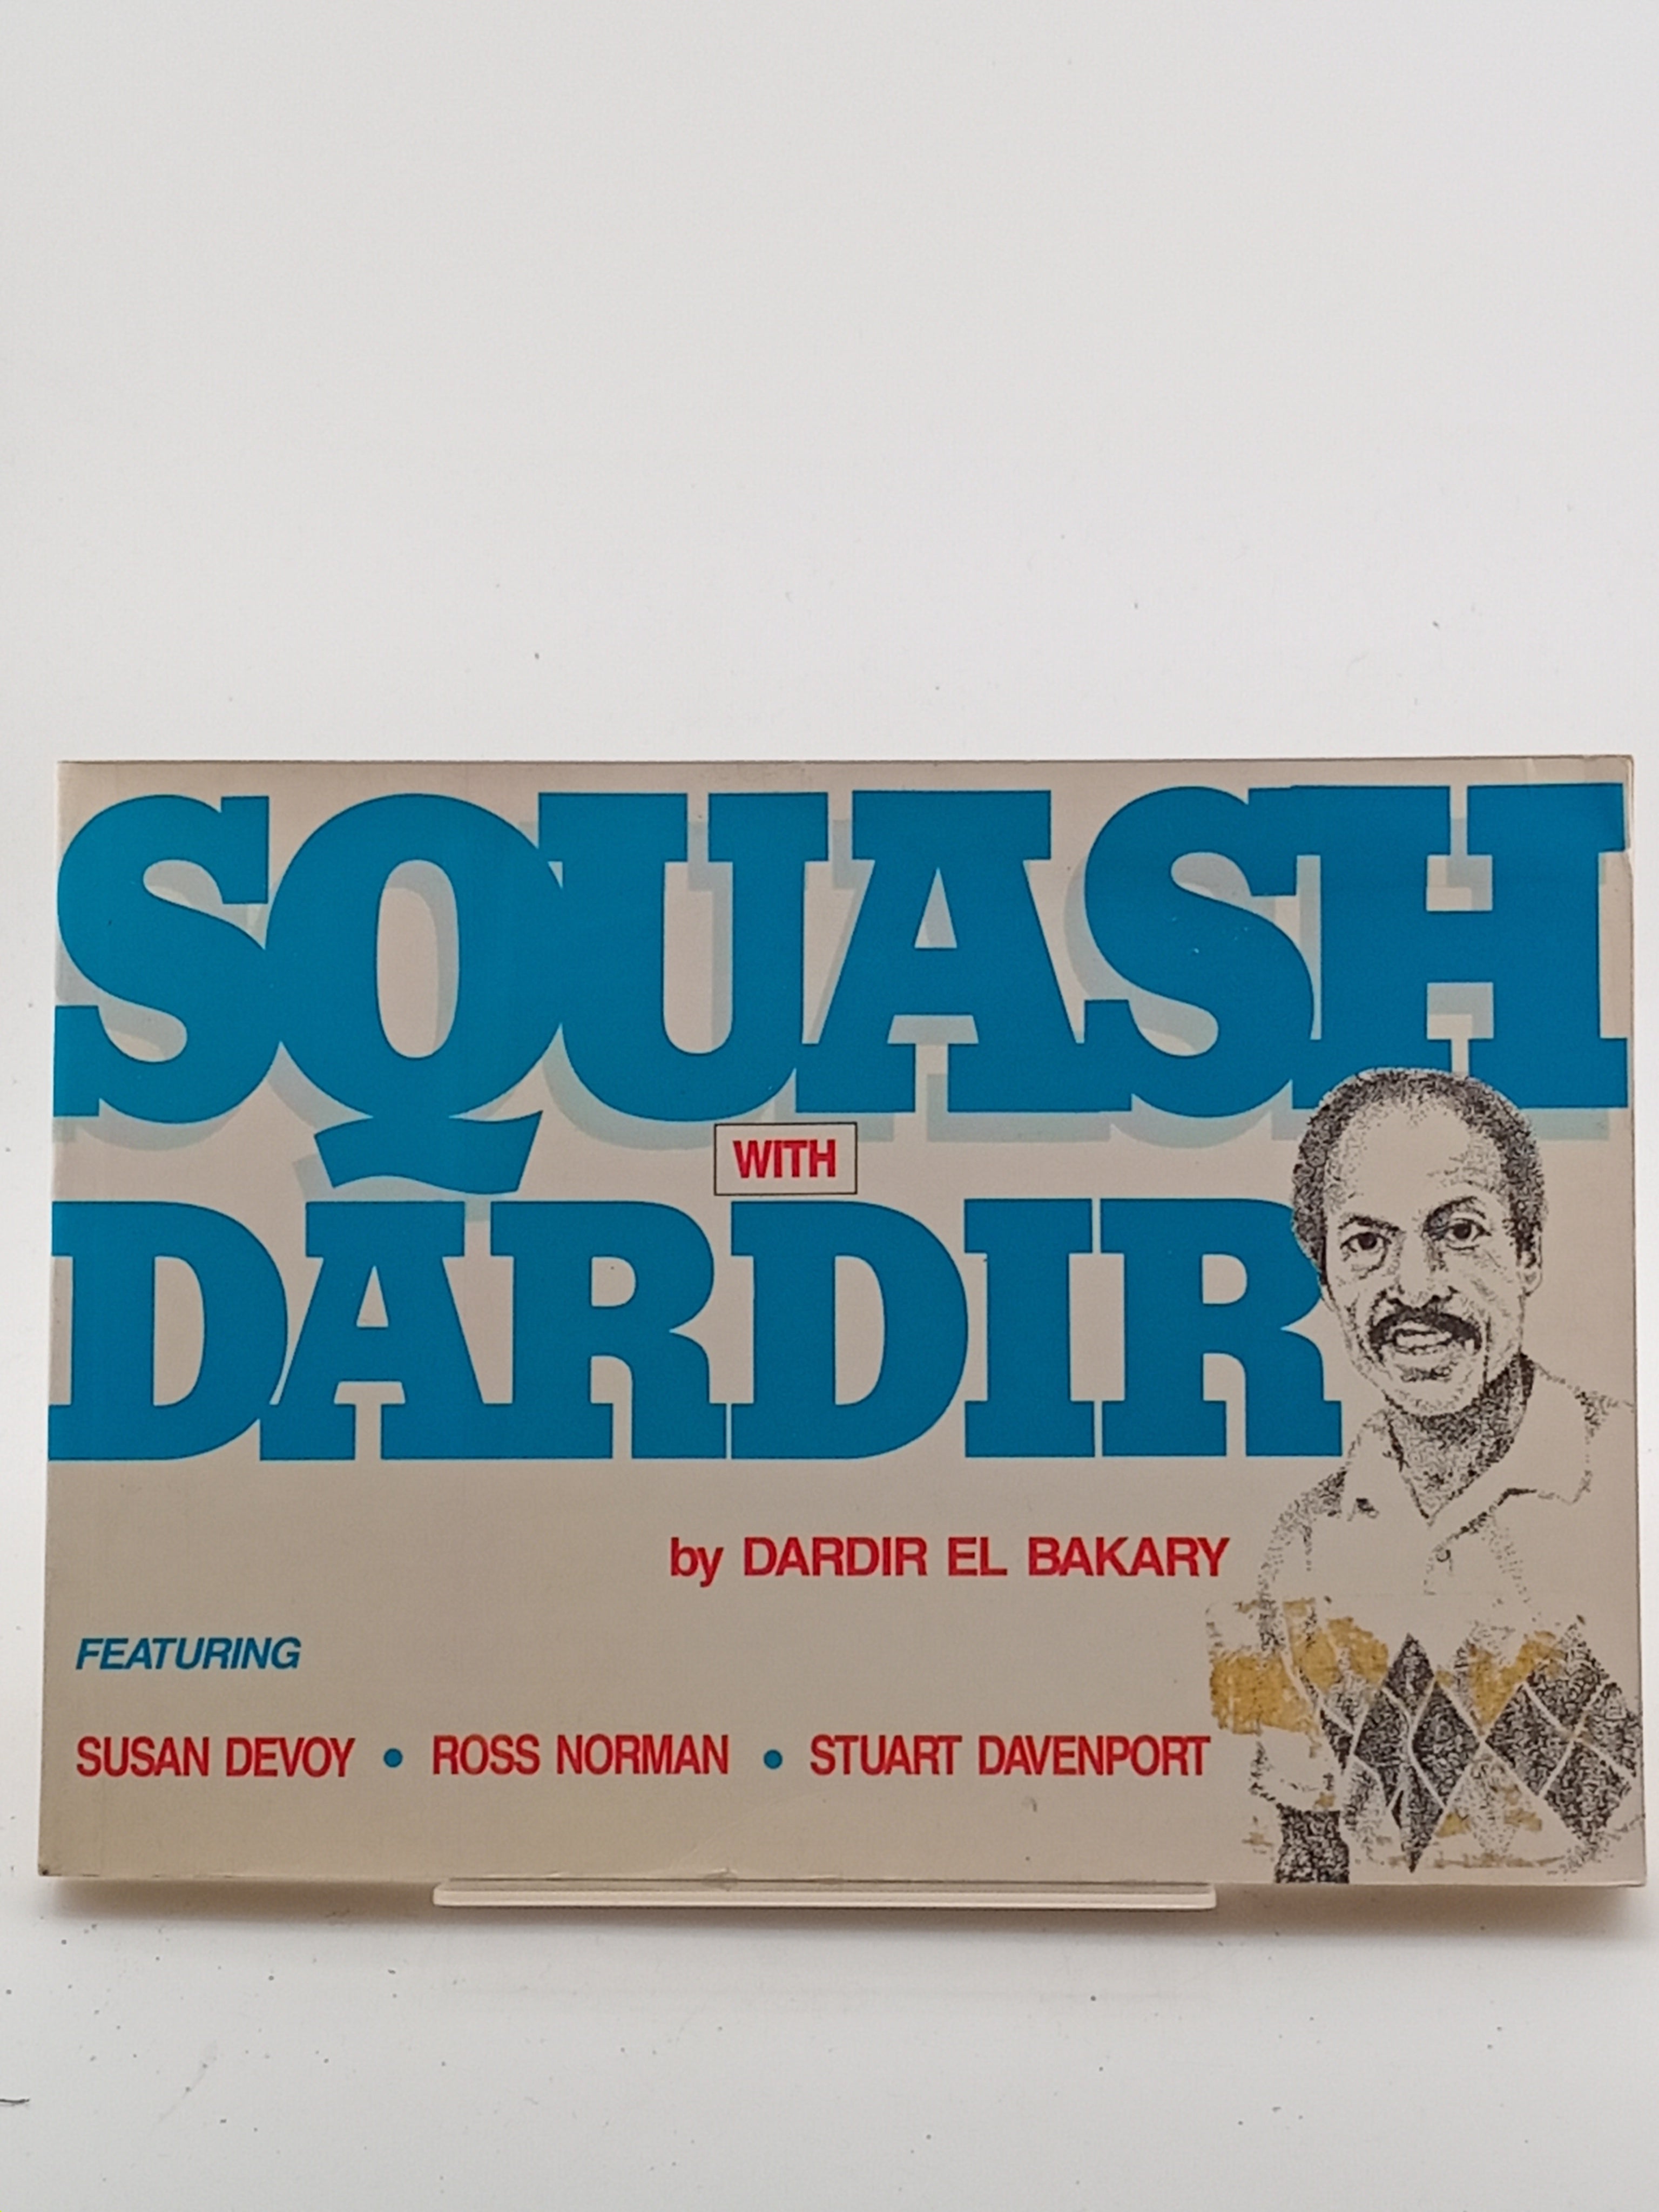 SQUASH
WITH
DARDIR
by DARDIR EL BAKARY
FEATURING
SUSAN DEVOY • ROSS NORMAN • STUART DAVENPORT